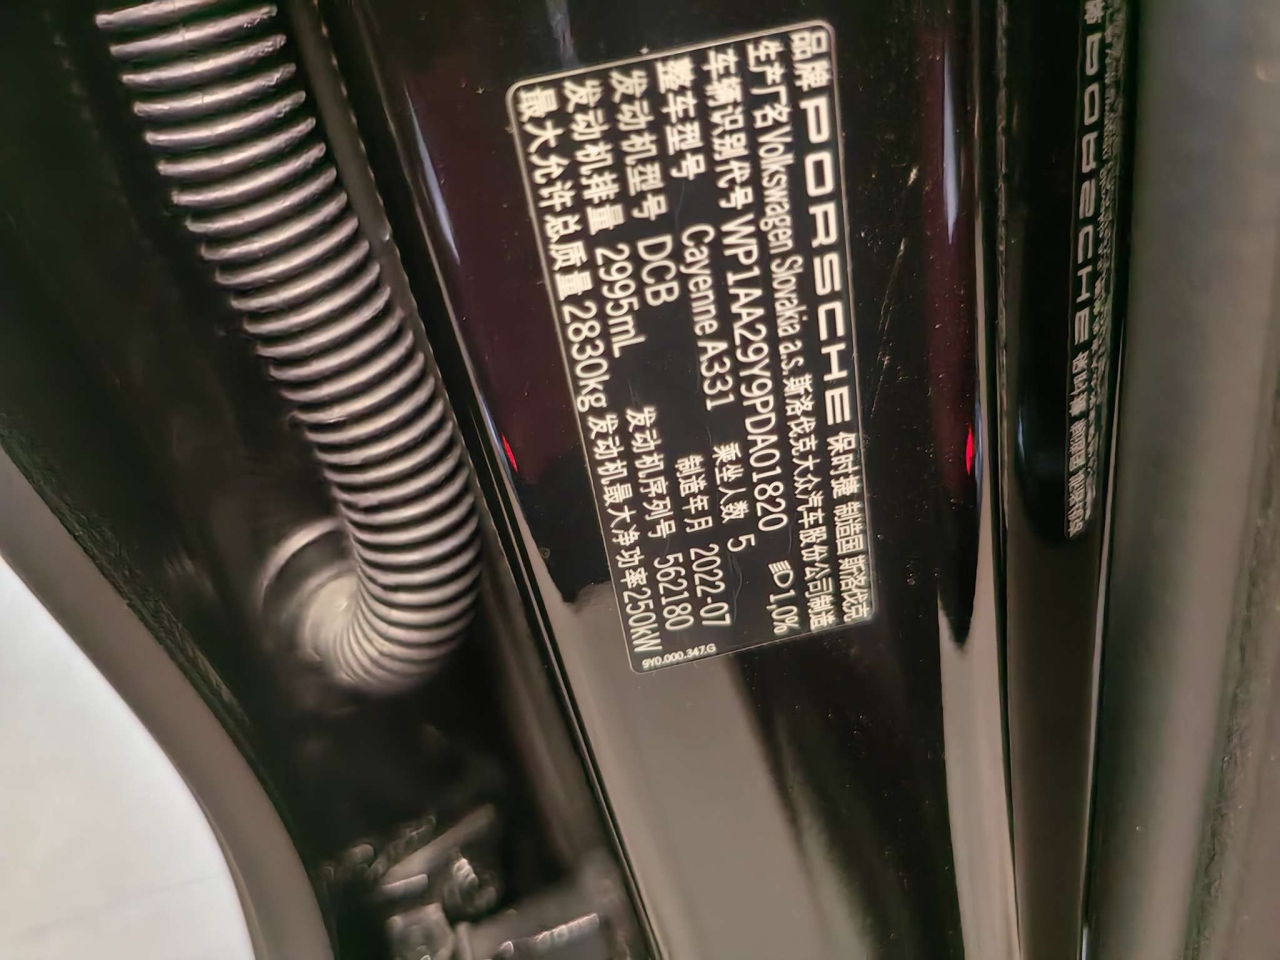 品牌 PORSCHE 保时捷 制造国 斯洛伐克
生产厂名 Volkswagen Slovakia a.s. 斯洛伐克大众汽车股份公司制造
车辆识别代号 WP1AA29Y9PDA01820 1,0%
整车型号 Cayenne A331 乘坐人数 5
发动机型号 DCB 制造年月 2022-07
发动机排量 2995mL 发动机序列号 562180
最大允许总质量 2830kg 发动机最大净功率 250kW
9Y0.000.347.G
PORSCHE